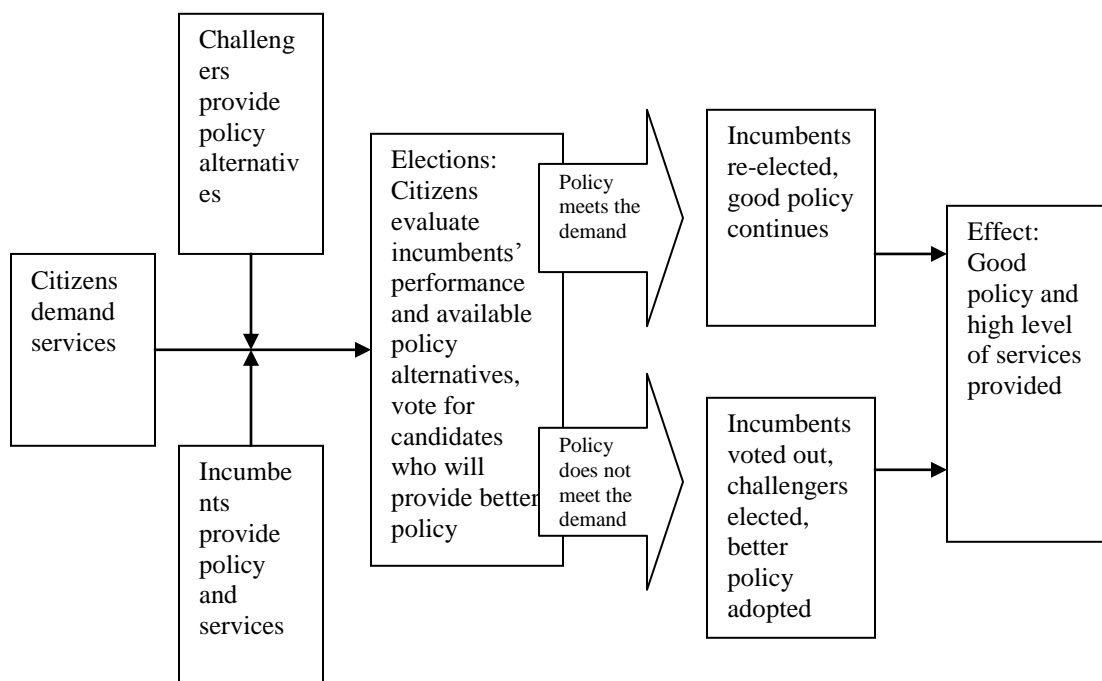 Challeng
ers
provide
policy
alternativ
es
Citizens
demand
services
Incumbe
nts
provide
policy
and
services
Elections:
Citizens
evaluate
incumbents’
performance
and available
policy
alternatives,
vote for
candidates
who will
provide better
policy
Policy
meets the
demand
Policy
does not
meet the
demand
Incumbents
re-elected,
good policy
continues
Incumbents
voted out,
challengers
elected,
better
policy
adopted
Effect:
Good
policy and
high level
of services
provided